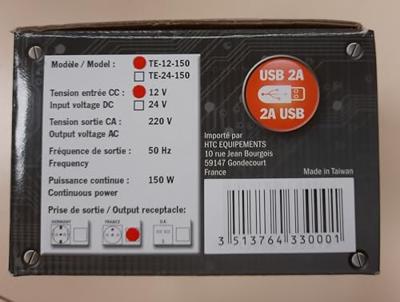 Modèle / Model : TE-12-150
TE-24-150
Tension entrée CC : 12 V
Input voltage DC 24 V
Tension sortie CA : 220 V
Output voltage AC
Fréquence de sortie : 50 Hz
Frequency
Puissance continue : 150 W
Continuous power
Prise de sortie / Output receptacle:
GERMANY FRANCE
USB 2A
2A USB
Importé par
HTC EQUIPEMENTS
10 rue Jean Bourgois
59147 Gondecourt
France
Made in Taiwan
3 513764 330001